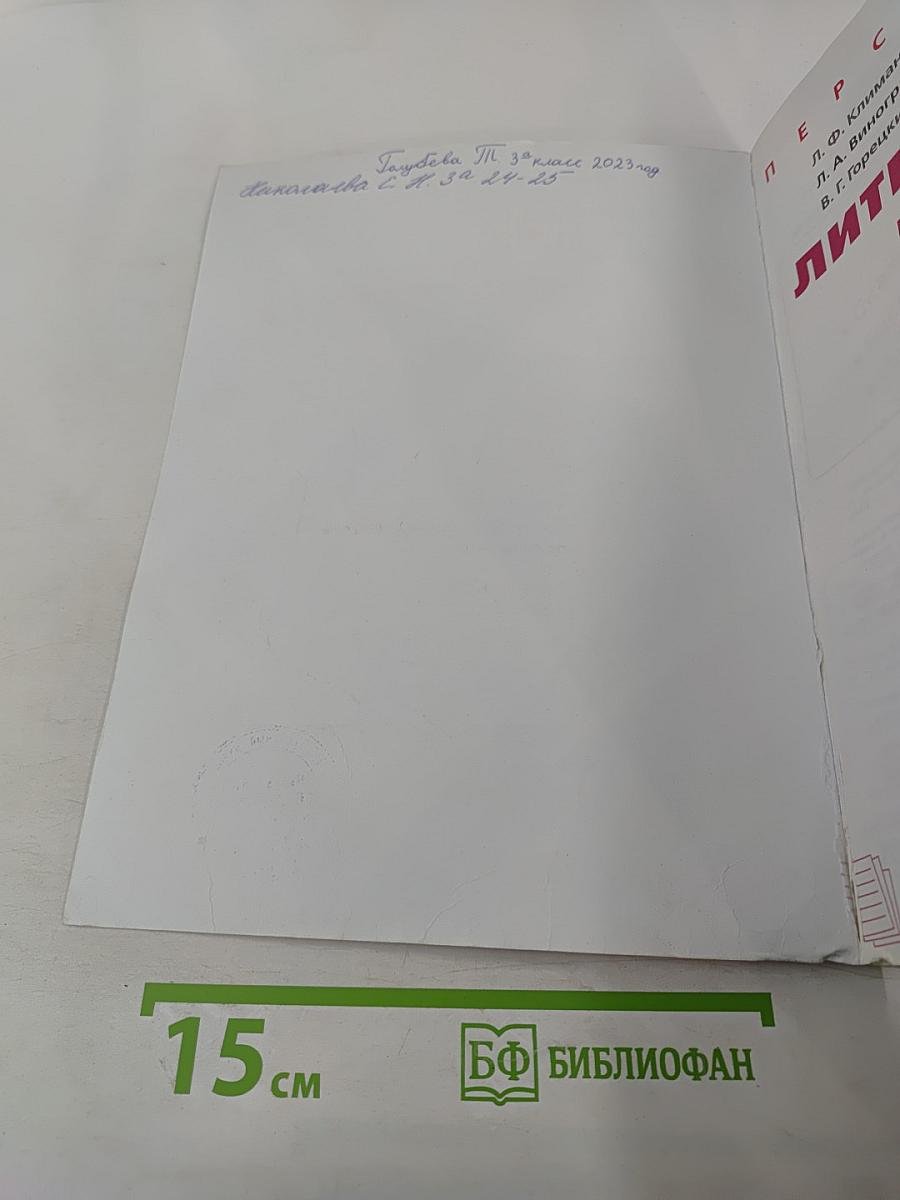 Голубева Т. 3а класс 2023 год
Николаева С. Н. 3а 24-25
П Е Р С
Л. Ф. Климан
Л. А. Виногр
В. Г. Горецки
ЛИТ
15 см
БФ БИБЛИОФАН